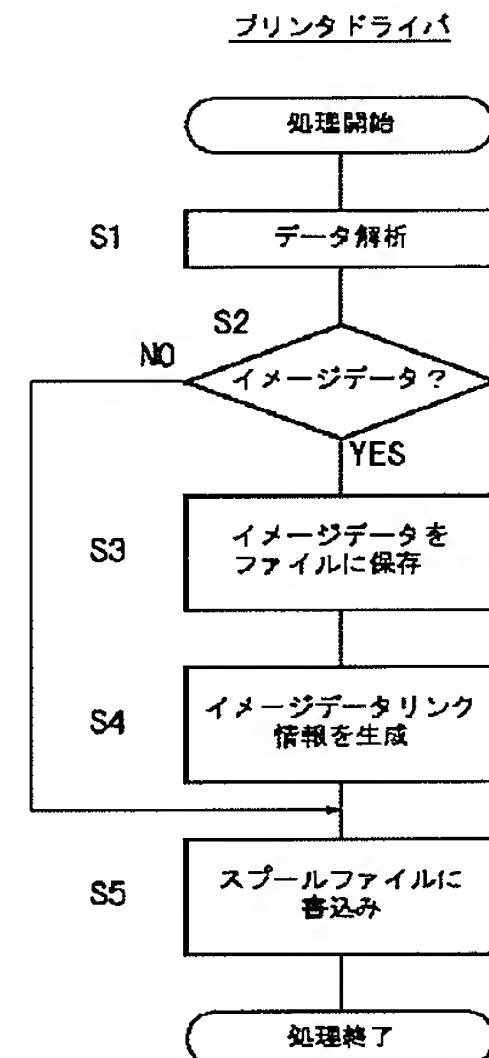 プリンタドライバ
処理開始
S1
データ解析
S2
NO
イメージデータ?
YES
S3
イメージデータを
ファイルに保存
S4
イメージデータリンク
情報を生成
S5
スプールファイルに
書込み
処理終了